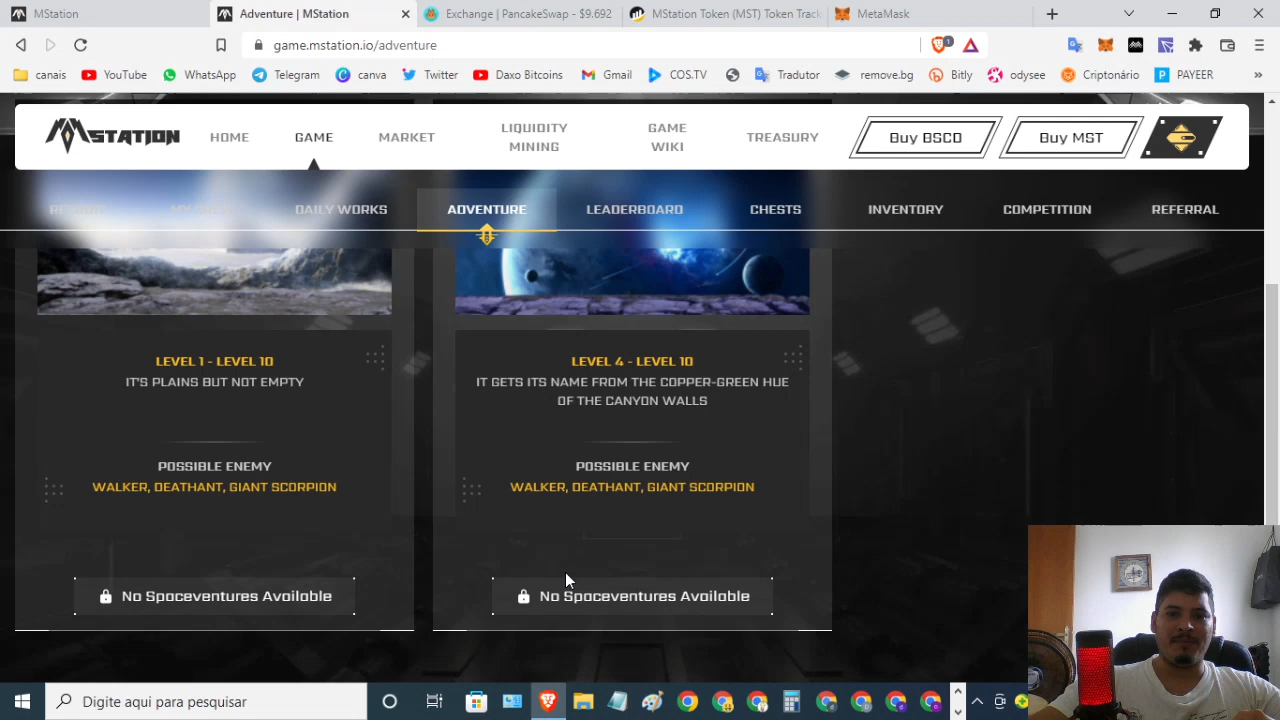 MStation
Adventure | MStation
Exchange | PancakeSwap - $9.692
MStation Token (MST) Token Track
MetaMask
game.mstation.io/adventure
1
canais
YouTube
WhatsApp
Telegram
canva
Twitter
Daxo Bitcoins
Gmail
COS.TV
Tradutor
remove.bg
Bitly
odysee
Criptonário
PAYEER
»
MSTATION
HOME
GAME
MARKET
LIQUIDITY
MINING
GAME
WIKI
TREASURY
Buy BSCD
Buy MST
DAILY WORKS
ADVENTURE
LEADERBOARD
CHESTS
INVENTORY
COMPETITION
REFERRAL
LEVEL 1 - LEVEL 10
IT'S PLAINS BUT NOT EMPTY
POSSIBLE ENEMY
WALKER, DEATHANT, GIANT SCORPION
No Spaceventures Available
LEVEL 4 - LEVEL 10
IT GETS ITS NAME FROM THE COPPER-GREEN HUE
OF THE CANYON WALLS
POSSIBLE ENEMY
WALKER, DEATHANT, GIANT SCORPION
No Spaceventures Available
Digite aqui para pesquisar